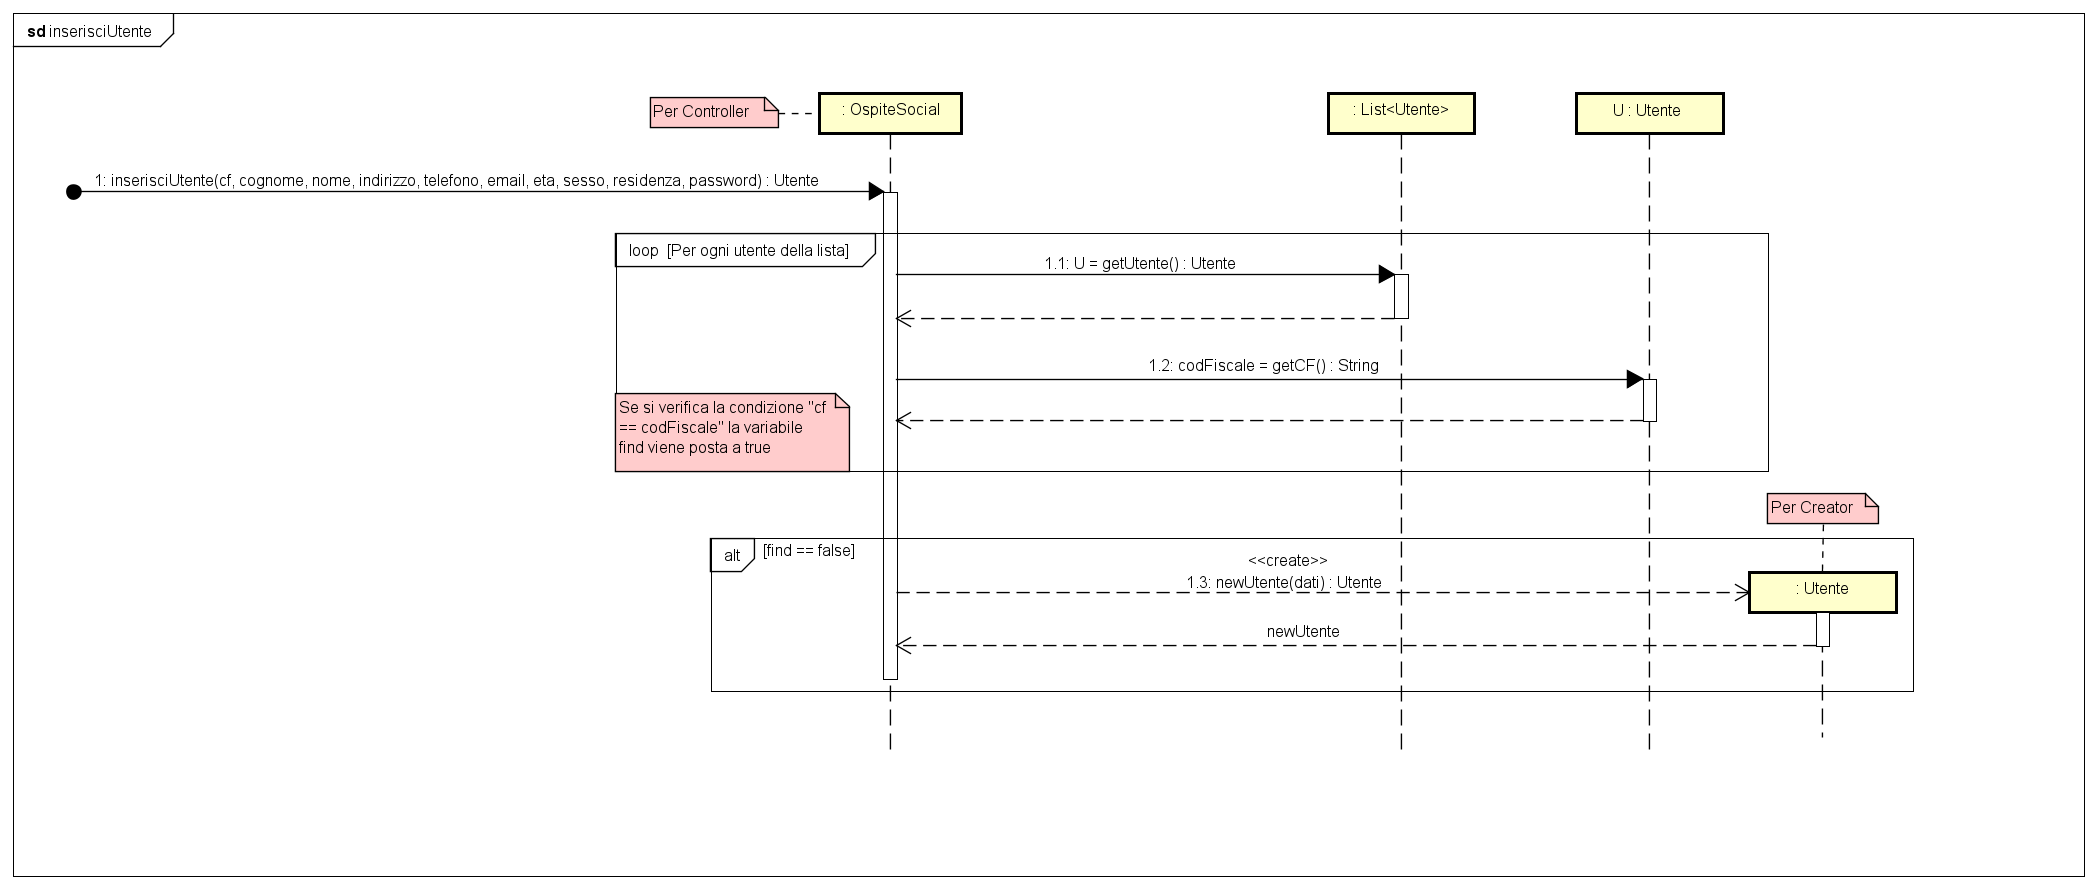 sd inserisciUtente
Per Controller
: OspiteSocial
: List<Utente>
U : Utente
1: inserisciUtente(cf, cognome, nome, indirizzo, telefono, email, eta, sesso, residenza, password) : Utente
loop [Per ogni utente della lista]
1.1: U = getUtente() : Utente
1.2: codFiscale = getCF() : String
Se si verifica la condizione "cf
== codFiscale" la variabile
find viene posta a true
Per Creator
alt [find == false]
<<create>>
1.3: newUtente(dati) : Utente
: Utente
newUtente